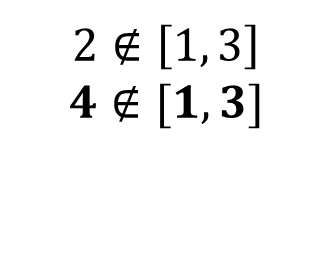 2 ∉ [1, 3]
4 ∉ [1, 3]